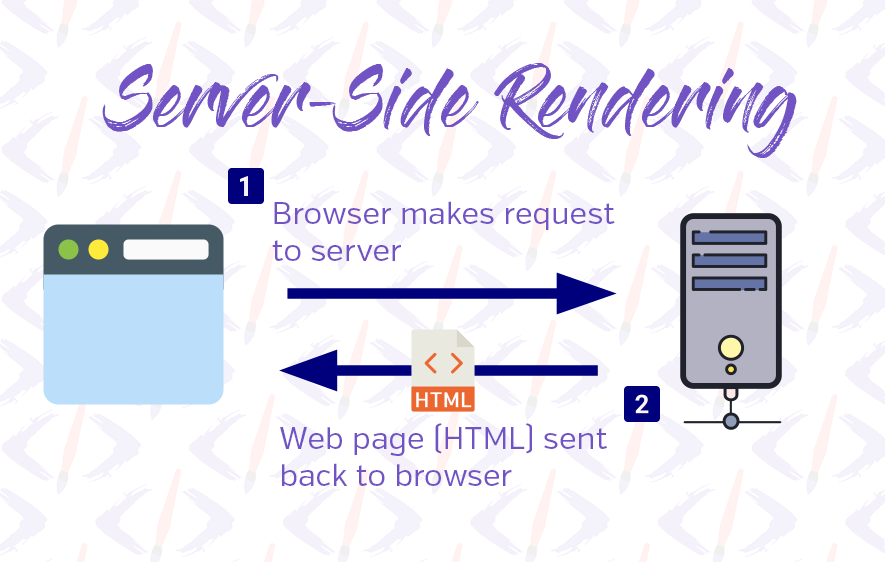 Server-Side Rendering
1
Browser makes request
to server
HTML
2
Web page (HTML) sent
back to browser